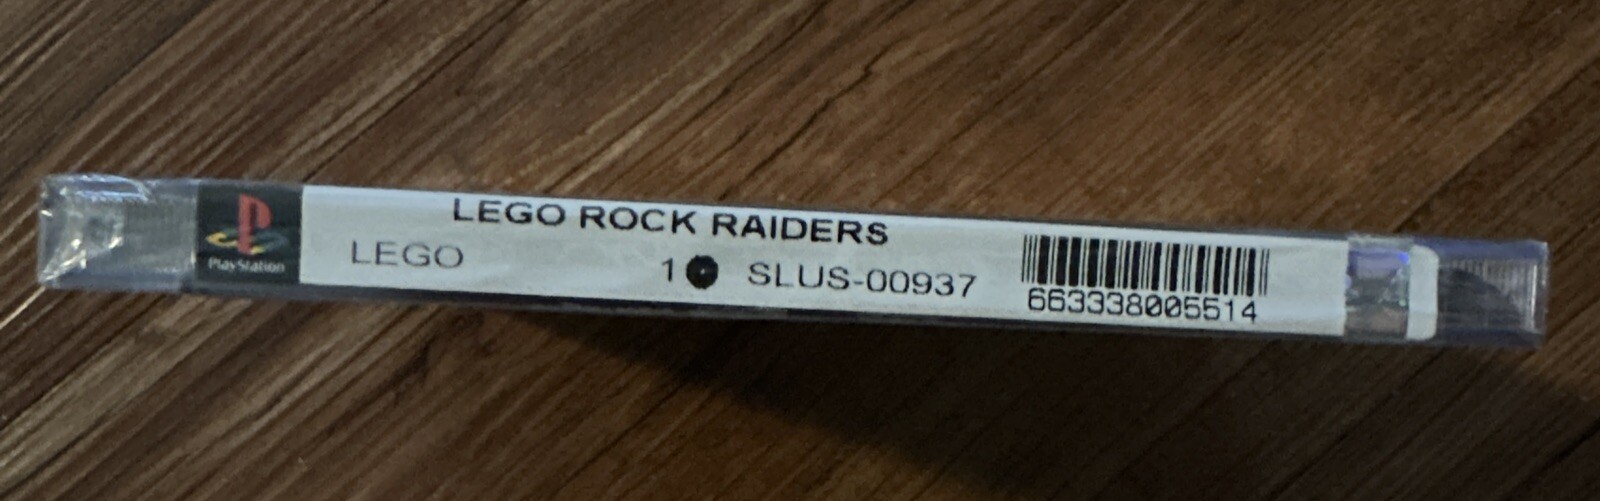 PlayStation
LEGO ROCK RAIDERS
LEGO 1 SLUS-00937
663338005514